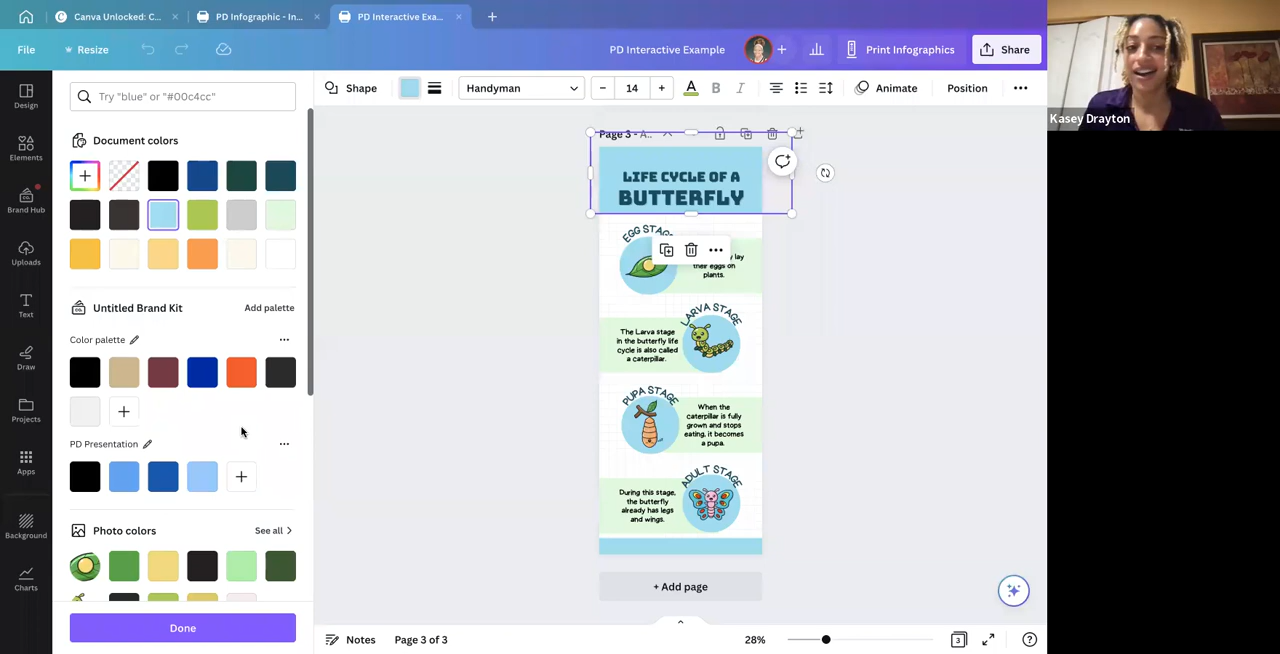 Canva Unlocked: C...
PD Infographic - In...
PD Interactive Exa...
File
Resize
PD Interactive Example
Print Infographics
Share
Design
Elements
Brand Hub
Uploads
Text
Draw
Projects
Apps
Background
Charts
Try "blue" or "#00c4cc"
Document colors
Untitled Brand Kit
Add palette
Color palette
PD Presentation
Photo colors
See all
Done
Shape
Handyman
14
A
B
I
Animate
Position
Page 3 - A...
LIFE CYCLE OF A
BUTTERFLY
EGG STAGE
lay
their eggs on
plants.
LARVA STAGE
The Larva stage
in the butterfly life
cycle is also called
a caterpillar.
PUPA STAGE
When the
caterpillar is fully
grown and stops
eating, it becomes
a pupa.
ADULT STAGE
During this stage,
the butterfly
already has legs
and wings.
+ Add page
Notes
Page 3 of 3
28%
3
Kasey Drayton